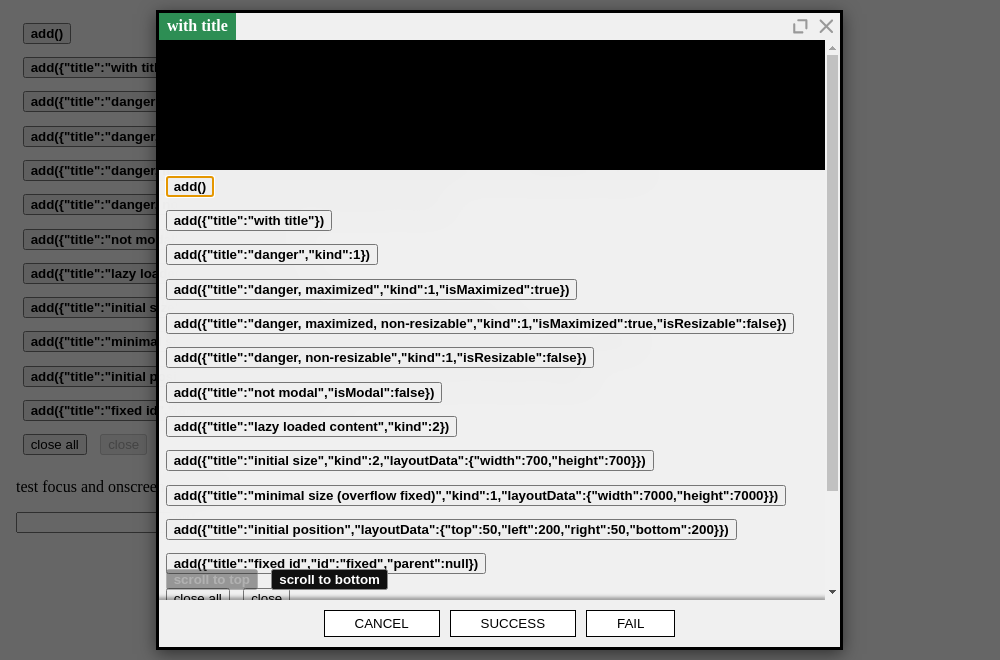 with title
add()
add({"title":"with titl
add({"title":"danger
add({"title":"danger,
add({"title":"danger
add({"title":"danger
add({"title":"not mo
add({"title":"lazy loa
add({"title":"initial s
add({"title":"minima
add({"title":"initial p
add({"title":"fixed id
close all close
test focus and onscree
add()
add({"title":"with title"})
add({"title":"danger","kind":1})
add({"title":"danger, maximized","kind":1,"isMaximized":true})
add({"title":"danger, maximized, non-resizable","kind":1,"isMaximized":true,"isResizable":false})
add({"title":"danger, non-resizable","kind":1,"isResizable":false})
add({"title":"not modal","isModal":false})
add({"title":"lazy loaded content","kind":2})
add({"title":"initial size","kind":2,"layoutData":{"width":700,"height":700}})
add({"title":"minimal size (overflow fixed)","kind":1,"layoutData":{"width":7000,"height":7000}})
add({"title":"initial position","layoutData":{"top":50,"left":200,"right":50,"bottom":200}})
add({"title":"fixed id","id":"fixed","parent":null})
scroll to top scroll to bottom
close all close
CANCEL SUCCESS FAIL